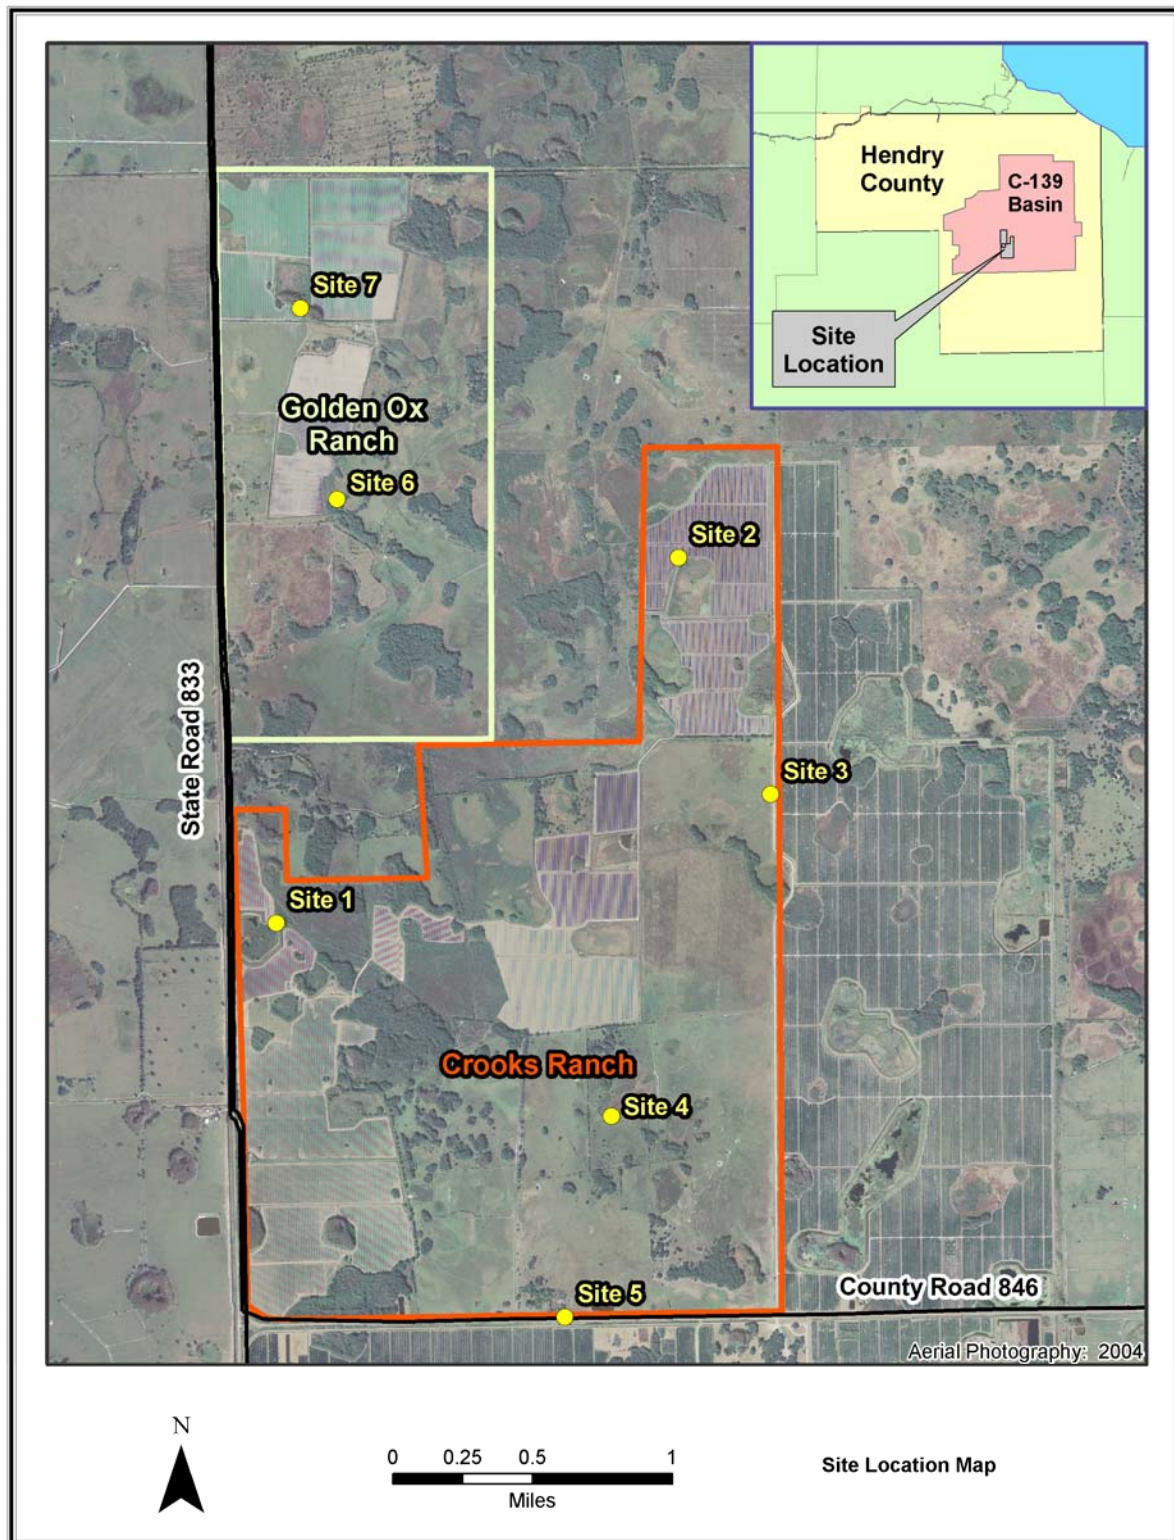 Hendry
County
C-139
Basin
Site
Location
Site 7
Golden Ox
Ranch
Site 6
Site 2
State Road 833
Site 3
Site 1
Crooks Ranch
Site 4
Site 5
County Road 846
Aerial Photography: 2004
N
0 0.25 0.5 1
Miles
Site Location Map